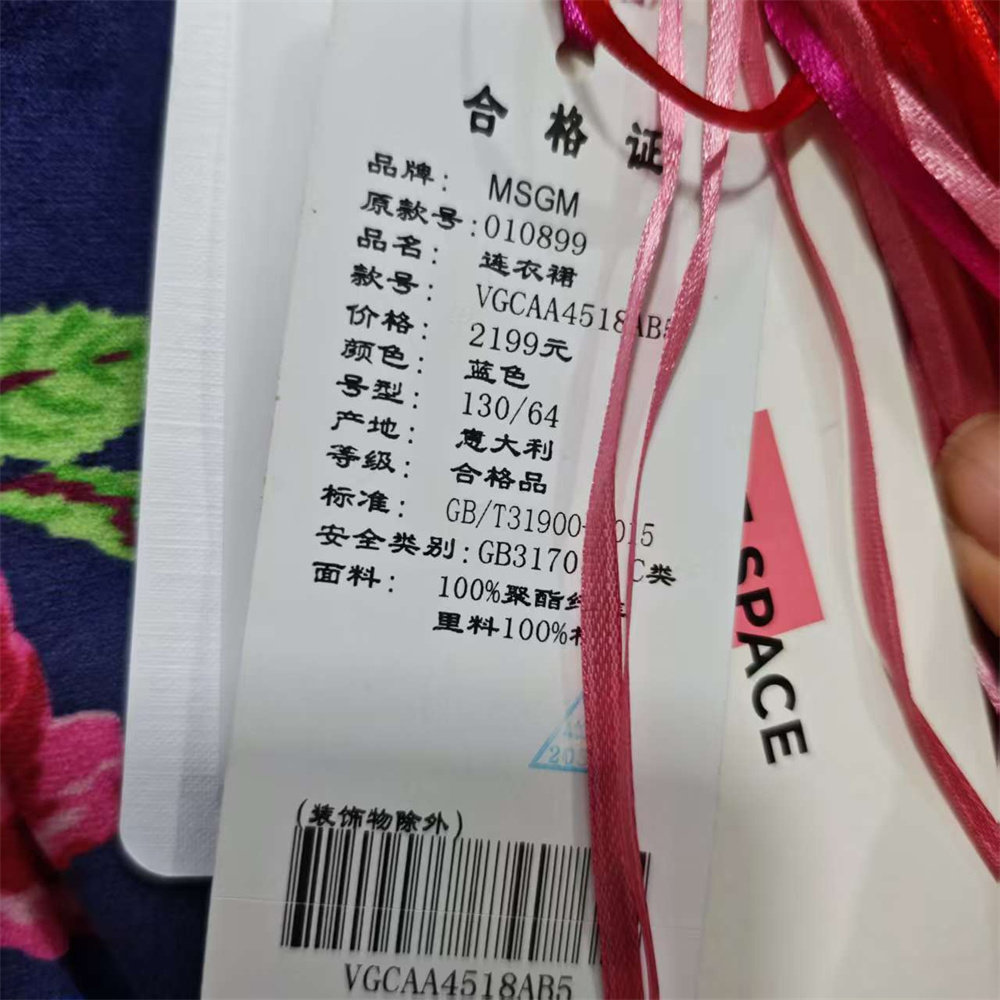 合格证
品牌: MSGM
原款号:010899
品名: 连衣裙
款号: VGCAA4518AB5
价格: 2199元
颜色: 蓝色
号型: 130/64
产地: 意大利
等级: 合格品
标准: GB/T31900 015
安全类别:GB3170 C类
面料: 100%聚酯
里料100%
(装饰物除外)
VGCAA4518AB5
SPACE